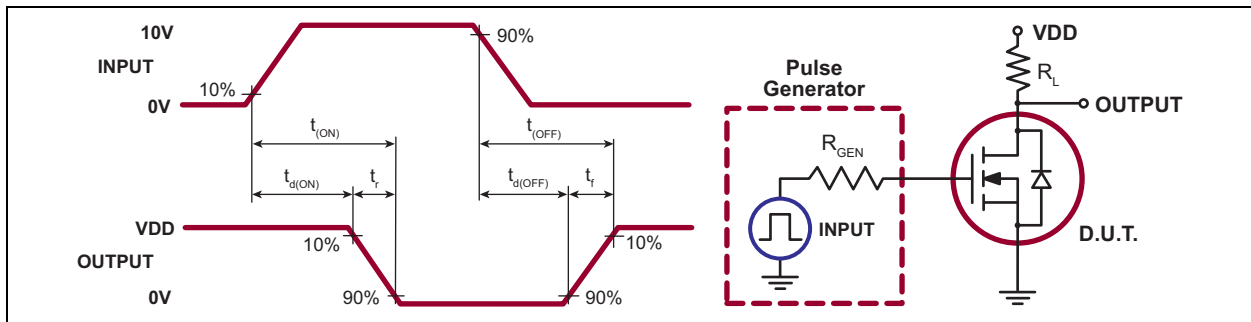 10V
INPUT
0V
10%
90%
t(ON)
t(OFF)
td(ON)
tr
td(OFF)
tf
VDD
OUTPUT
0V
10%
90%
90%
10%
Pulse
Generator
RGEN
INPUT
VDD
RL
OUTPUT
D.U.T.